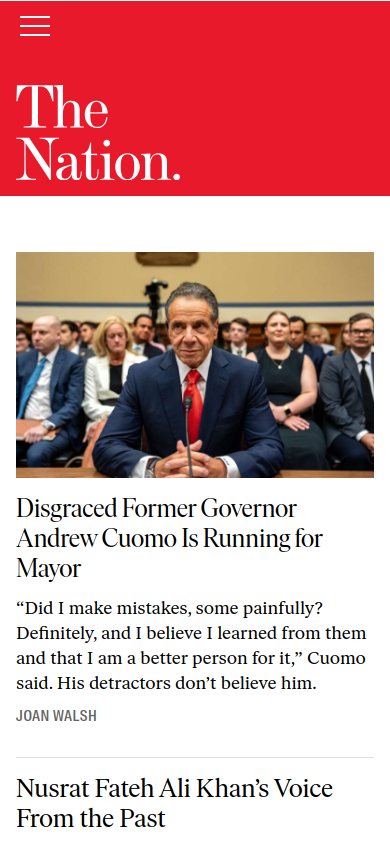 The
Nation.
Disgraced Former Governor
Andrew Cuomo Is Running for
Mayor
“Did I make mistakes, some painfully?
Definitely, and I believe I learned from them
and that I am a better person for it,” Cuomo
said. His detractors don’t believe him.
JOAN WALSH
Nusrat Fateh Ali Khan’s Voice
From the Past